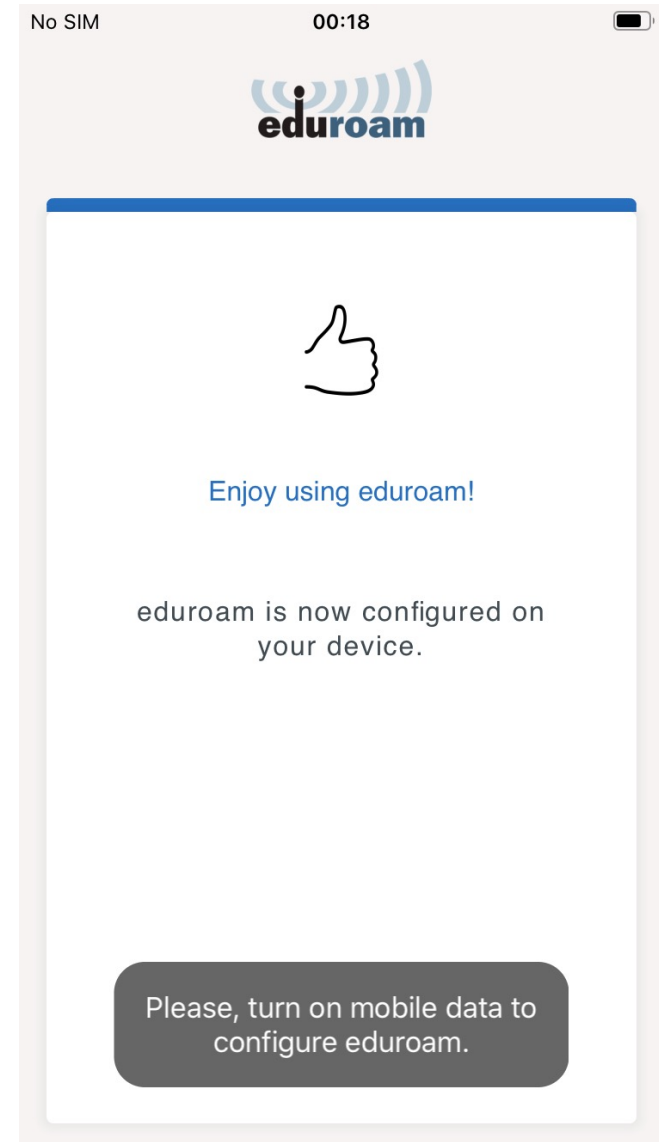 No SIM
00:18
eduroam
Enjoy using eduroam!
eduroam is now configured on
your device.
Please, turn on mobile data to
configure eduroam.